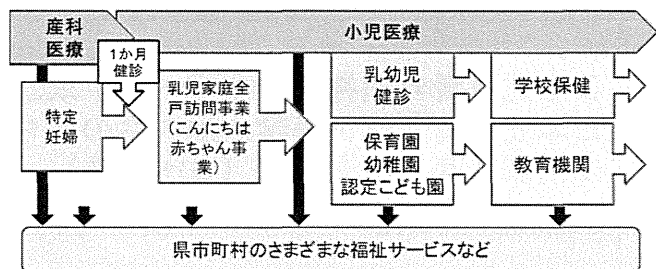 産科
医療
小児医療
1か月
健診
特定
妊婦
乳児家庭全
戸訪問事業
(こんにちは
赤ちゃん事
業)
乳幼児
健診
学校保健
保育園
幼稚園
認定こども園
教育機関
県市町村のさまざまな福祉サービスなど